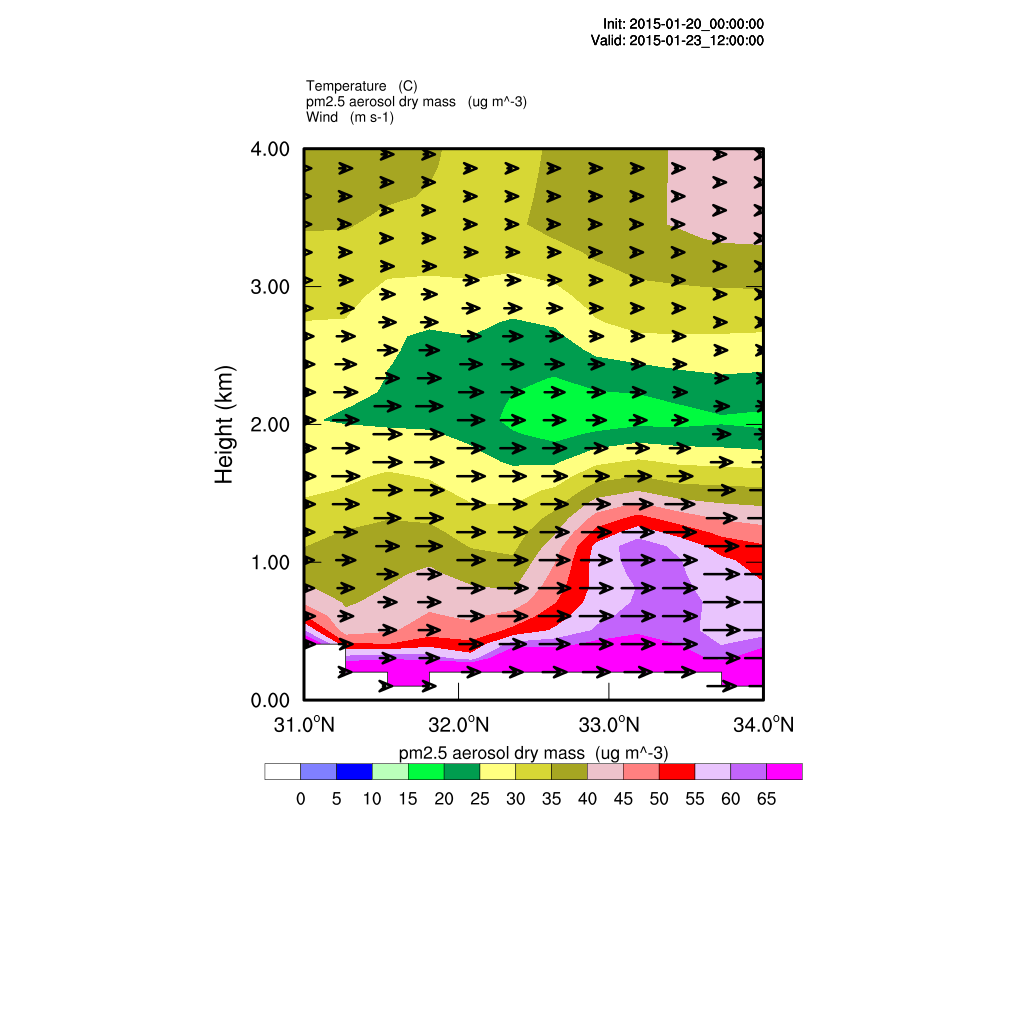 Init: 2015-01-20_00:00:00
Valid: 2015-01-23_12:00:00
Temperature (C)
pm2.5 aerosol dry mass (ug m^-3)
Wind (m s-1)
4.00
3.00
2.00
1.00
0.00
Height (km)
31.0°N 32.0°N 33.0°N 34.0°N
pm2.5 aerosol dry mass (ug m^-3)
0 5 10 15 20 25 30 35 40 45 50 55 60 65